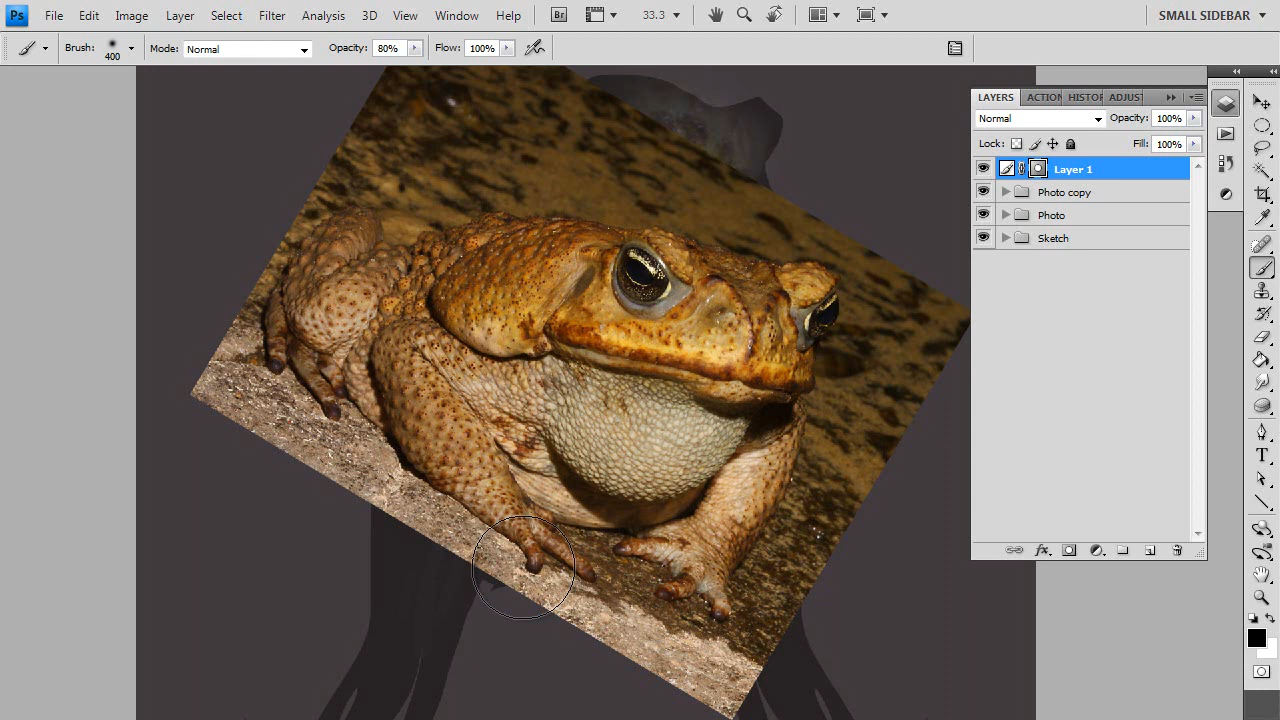 Ps File Edit Image Layer Select Filter Analysis 3D View Window Help Br 33.3 SMALL SIDEBAR
Brush: 400 Mode: Normal Opacity: 80% Flow: 100%
LAYERS ACTION HISTOR ADJUST
Normal Opacity: 100%
Lock: Fill: 100%
Layer 1
Photo copy
Photo
Sketch
fx
T